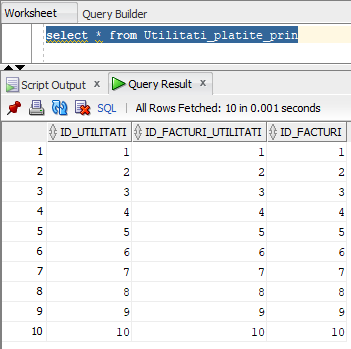 Worksheet Query Builder
select * from Utilitati_platite_prin
Script Output x Query Result x
SQL | All Rows Fetched: 10 in 0.001 seconds
ID_UTILITATI ID_FACTURI_UTILITATI ID_FACTURI
1 1 1 1
2 2 2 2
3 3 3 3
4 4 4 4
5 5 5 5
6 6 6 6
7 7 7 7
8 8 8 8
9 9 9 9
10 10 10 10